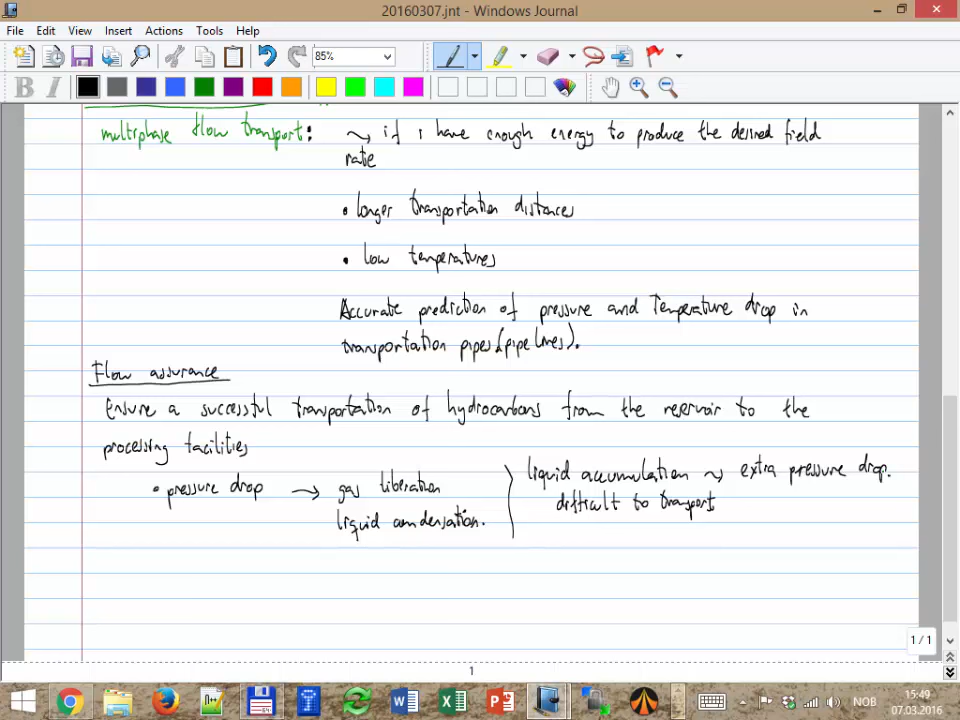 20160307.jnt - Windows Journal
File Edit View Insert Actions Tools Help
85%
B I
multiphase flow transport: ~> if I have enough energy to produce the desired field
rate
• longer transportation distances
• low temperatures
Accurate prediction of pressure and Temperature drop in
transportation pipes (pipelines).
Flow assurance
Ensure a successful transportation of hydrocarbons from the reservoir to the
processing facilities
• pressure drop → gas liberation
liquid condensation.
liquid accumulation ~> extra pressure drop.
difficult to transport
1 / 1
1
NOB
15:49
07.03.2016